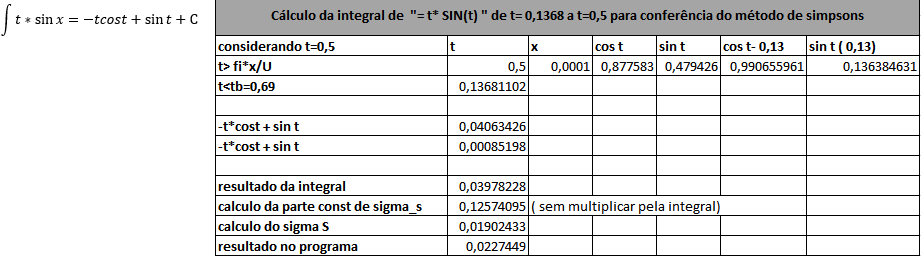 ∫ t ∗ sin x = −tcost + sin t + C
Cálculo da integral de "= t* SIN(t) " de t= 0,1368 a t=0,5 para conferência do método de simpsons
considerando t=0,5 t x cos t sin t cos t- 0,13 sin t ( 0,13)
t> fi*x/U 0,5 0,0001 0,877583 0,479426 0,990655961 0,136384631
t<tb=0,69 0,13681102
-t*cost + sin t 0,04063426
-t*cost + sin t 0,00085198
resultado da integral 0,03978228
calculo da parte const de sigma_s 0,12574095 ( sem multiplicar pela integral)
calculo do sigma S 0,01902433
resultado no programa 0,0227449